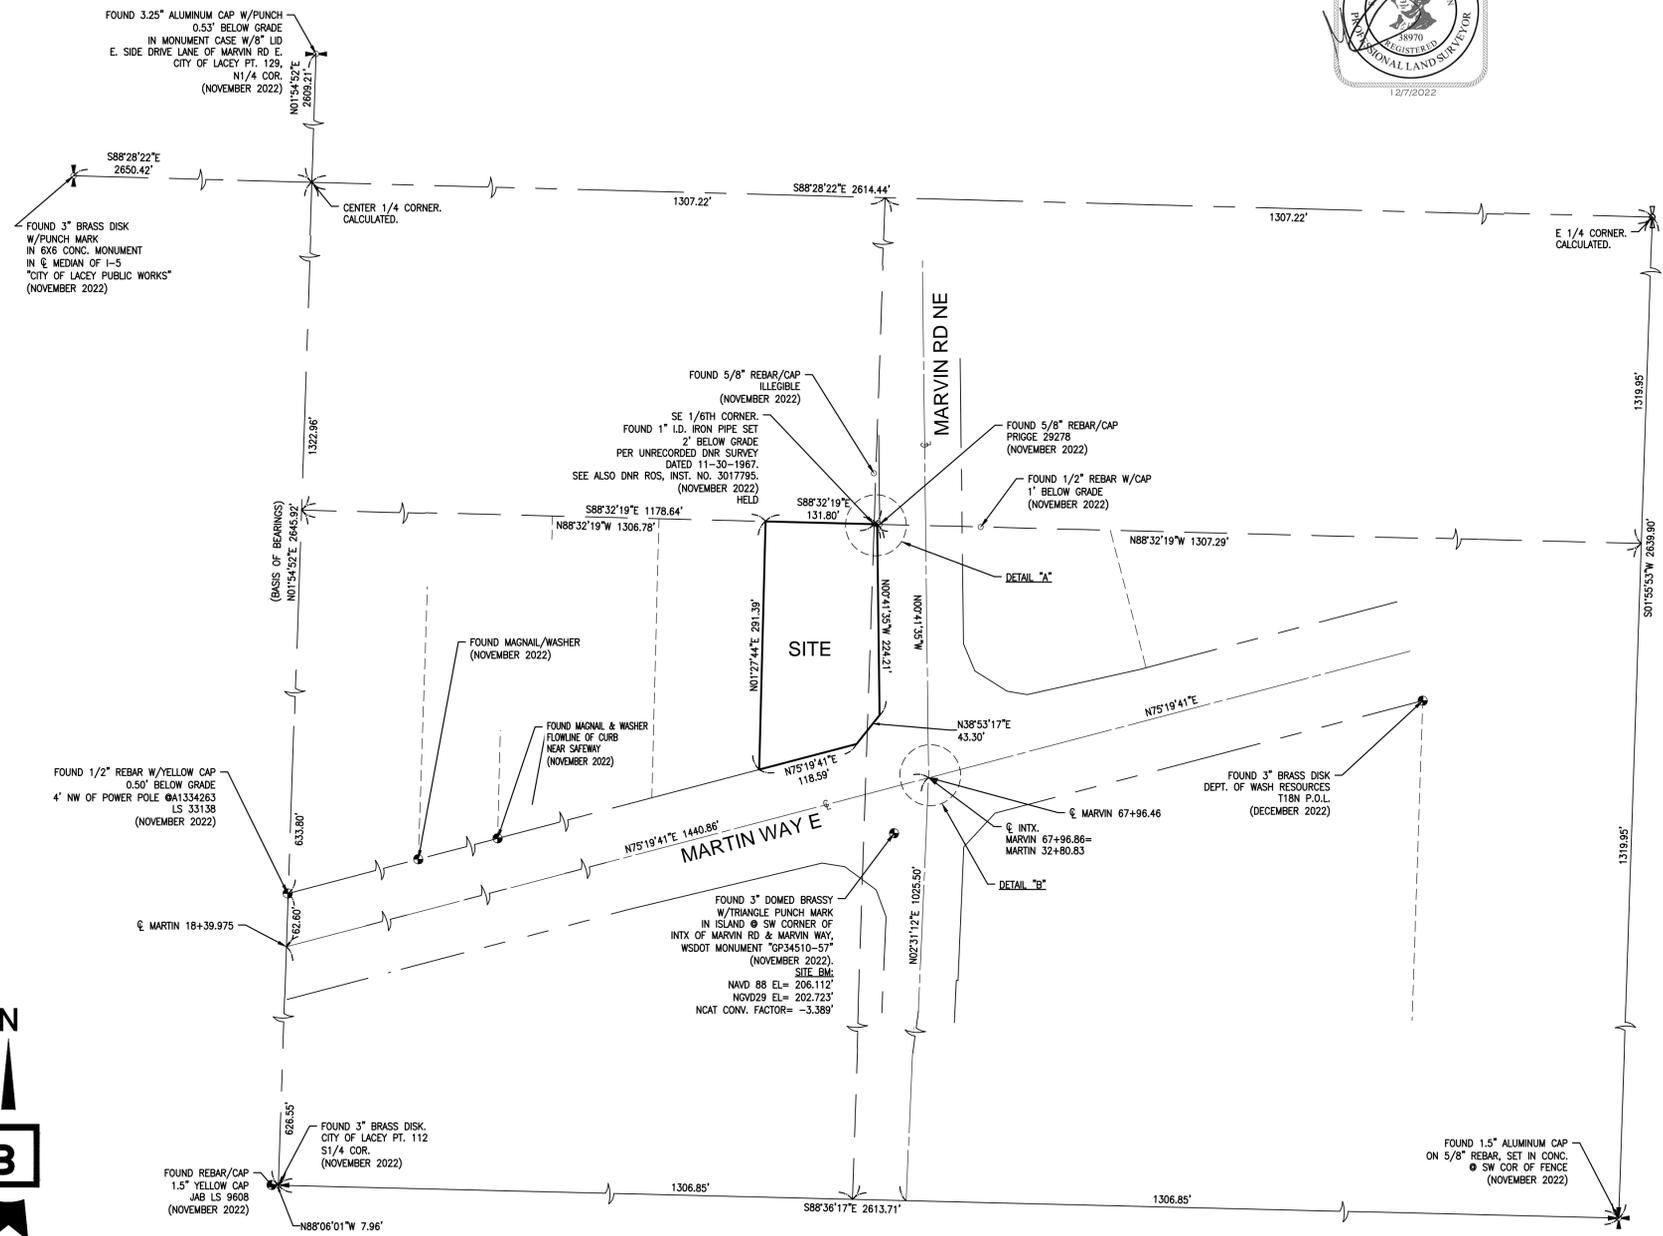 FOUND 3.25" ALUMINUM CAP W/PUNCH
0.53' BELOW GRADE
IN MONUMENT CASE W/8" LID
E. SIDE DRIVE LANE OF MARVIN RD E.
CITY OF LACEY PT. 129,
N1/4 COR.
(NOVEMBER 2022)
N01°54'52"E
2609.21'
38970
REGISTERED
PROFESSIONAL LAND SURVEYOR
12/7/2022
S88°28'22"E
2650.42'
FOUND 3" BRASS DISK
W/PUNCH MARK
IN 6X6 CONC. MONUMENT
IN ℄ MEDIAN OF I-5
"CITY OF LACEY PUBLIC WORKS"
(NOVEMBER 2022)
CENTER 1/4 CORNER.
CALCULATED.
S88°28'22"E 2614.44'
1307.22'
1307.22'
E 1/4 CORNER.
CALCULATED.
1322.96'
(BASIS OF BEARINGS)
N01°54'52"E 2645.92'
MARVIN RD NE
℄
1319.95'
S01°55'53"W 2639.90'
1319.95'
FOUND 5/8" REBAR/CAP
ILLEGIBLE
(NOVEMBER 2022)
SE 1/6TH CORNER.
FOUND 1" I.D. IRON PIPE SET
2' BELOW GRADE
PER UNRECORDED DNR SURVEY
DATED 11-30-1967.
SEE ALSO DNR ROS, INST. NO. 3017795.
(NOVEMBER 2022)
HELD
FOUND 5/8" REBAR/CAP
PRIGGE 29278
(NOVEMBER 2022)
FOUND 1/2" REBAR W/CAP
1' BELOW GRADE
(NOVEMBER 2022)
S88°32'19"E 1178.64'
N88°32'19"W 1306.78'
S88°32'19"E
131.80'
N88°32'19"W 1307.29'
DETAIL "A"
N01°27'44"E 291.39'
SITE
N00°41'35"W 224.21'
N00°41'35"W
N38°53'17"E
43.30'
N75°19'41"E
118.59'
N75°19'41"E
FOUND MAGNAIL/WASHER
(NOVEMBER 2022)
FOUND MAGNAIL & WASHER
FLOWLINE OF CURB
NEAR SAFEWAY
(NOVEMBER 2022)
FOUND 1/2" REBAR W/YELLOW CAP
0.50' BELOW GRADE
4' NW OF POWER POLE @A1334263
LS 33138
(NOVEMBER 2022)
633.80'
FOUND 3" BRASS DISK
DEPT. OF WASH RESOURCES
T18N P.O.L.
(DECEMBER 2022)
N75°19'41"E 1440.86'
MARTIN WAY E
℄
℄ MARVIN 67+96.46
℄ INTX.
MARVIN 67+96.86=
MARTIN 32+80.83
DETAIL "B"
℄ MARTIN 18+39.975
62.60'
FOUND 3" DOMED BRASSY
W/TRIANGLE PUNCH MARK
IN ISLAND @ SW CORNER OF
INTX OF MARVIN RD & MARVIN WAY,
WSDOT MONUMENT "GP34510-57"
(NOVEMBER 2022).
SITE BM:
NAVD 88 EL= 206.112'
NGVD29 EL= 202.723'
NCAT CONV. FACTOR= -3.389'
N02°31'12"E 1025.50'
N
B
626.55'
FOUND 3" BRASS DISK.
CITY OF LACEY PT. 112
S1/4 COR.
(NOVEMBER 2022)
FOUND REBAR/CAP
1.5" YELLOW CAP
JAB LS 9608
(NOVEMBER 2022)
N88°06'01"W 7.96'
1306.85'
S88°36'17"E 2613.71'
1306.85'
FOUND 1.5" ALUMINUM CAP
ON 5/8" REBAR, SET IN CONC.
@ SW COR OF FENCE
(NOVEMBER 2022)